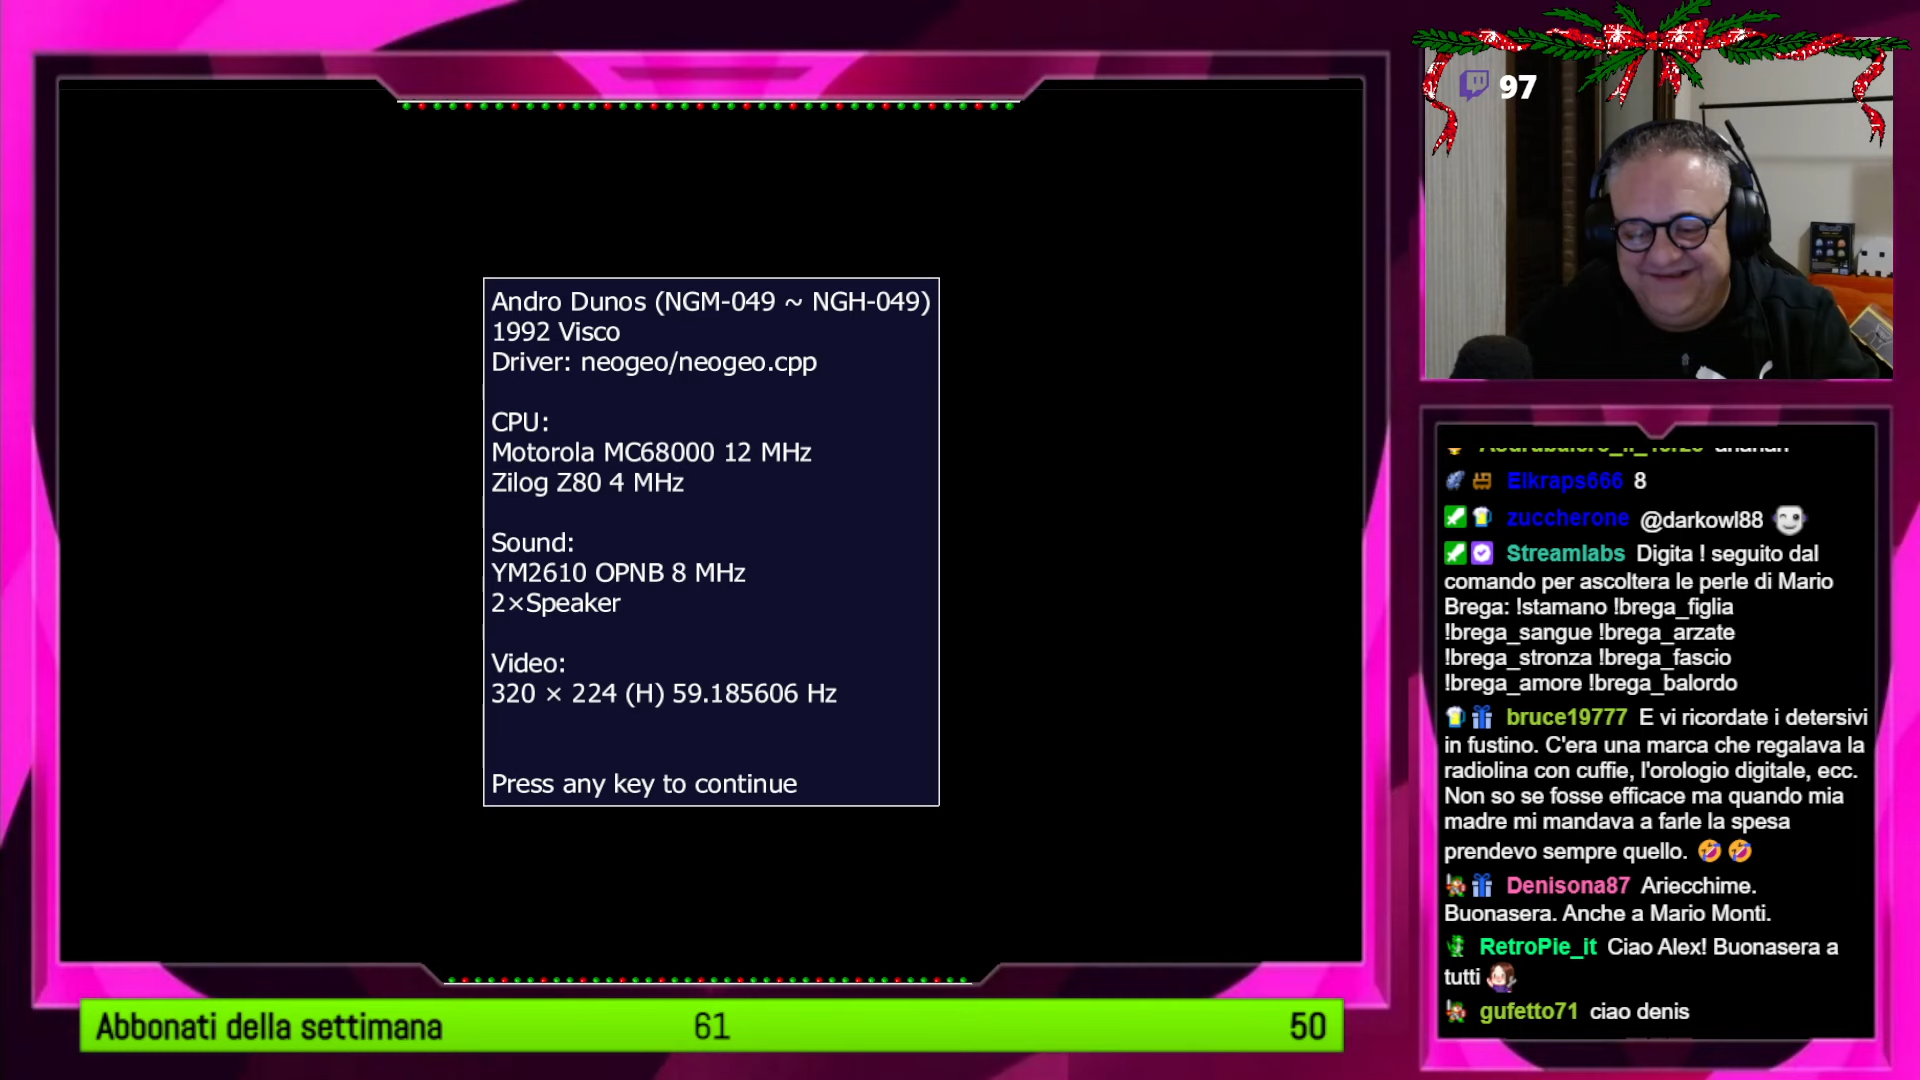 97
Andro Dunos (NGM-049 ~ NGH-049)
1992 Visco
Driver: neogeo/neogeo.cpp
CPU:
Motorola MC68000 12 MHz
Zilog Z80 4 MHz
Sound:
YM2610 OPNB 8 MHz
2×Speaker
Video:
320 × 224 (H) 59.185606 Hz
Press any key to continue
Elkraps666 8
zuccherone @darkowl88
Streamlabs Digita ! seguito dal
comando per ascoltera le perle di Mario
Brega: !stamano !brega_figlia
!brega_sangue !brega_arzate
!brega_stronza !brega_fascio
!brega_amore !brega_balordo
bruce19777 E vi ricordate i detersivi
in fustino. C'era una marca che regalava la
radiolina con cuffie, l'orologio digitale, ecc.
Non so se fosse efficace ma quando mia
madre mi mandava a farle la spesa
prendevo sempre quello. 🤣 🤣
Denisona87 Ariecchime.
Buonasera. Anche a Mario Monti.
RetroPie_it Ciao Alex! Buonasera a
tutti
gufetto71 ciao denis
Abbonati della settimana 61 50